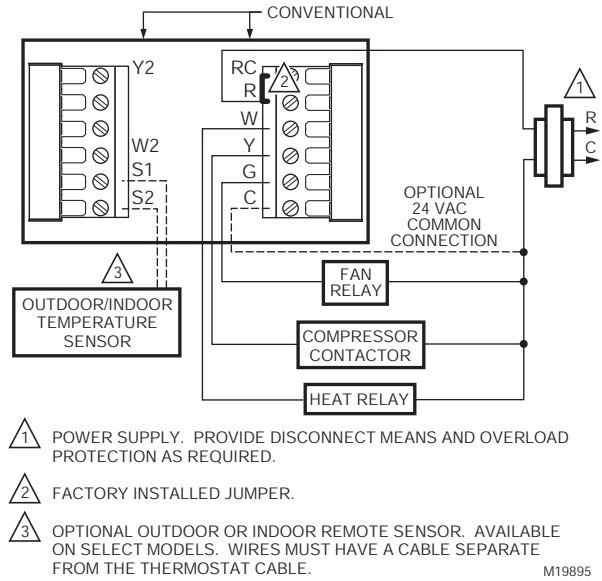 CONVENTIONAL
Y2
W2
S1
S2
RC
R
W
Y
G
C
2
1
R
C
OPTIONAL
24 VAC
COMMON
CONNECTION
3
OUTDOOR/INDOOR
TEMPERATURE
SENSOR
FAN
RELAY
COMPRESSOR
CONTACTOR
HEAT RELAY
1 POWER SUPPLY. PROVIDE DISCONNECT MEANS AND OVERLOAD
PROTECTION AS REQUIRED.
2 FACTORY INSTALLED JUMPER.
3 OPTIONAL OUTDOOR OR INDOOR REMOTE SENSOR. AVAILABLE
ON SELECT MODELS. WIRES MUST HAVE A CABLE SEPARATE
FROM THE THERMOSTAT CABLE.
M19895